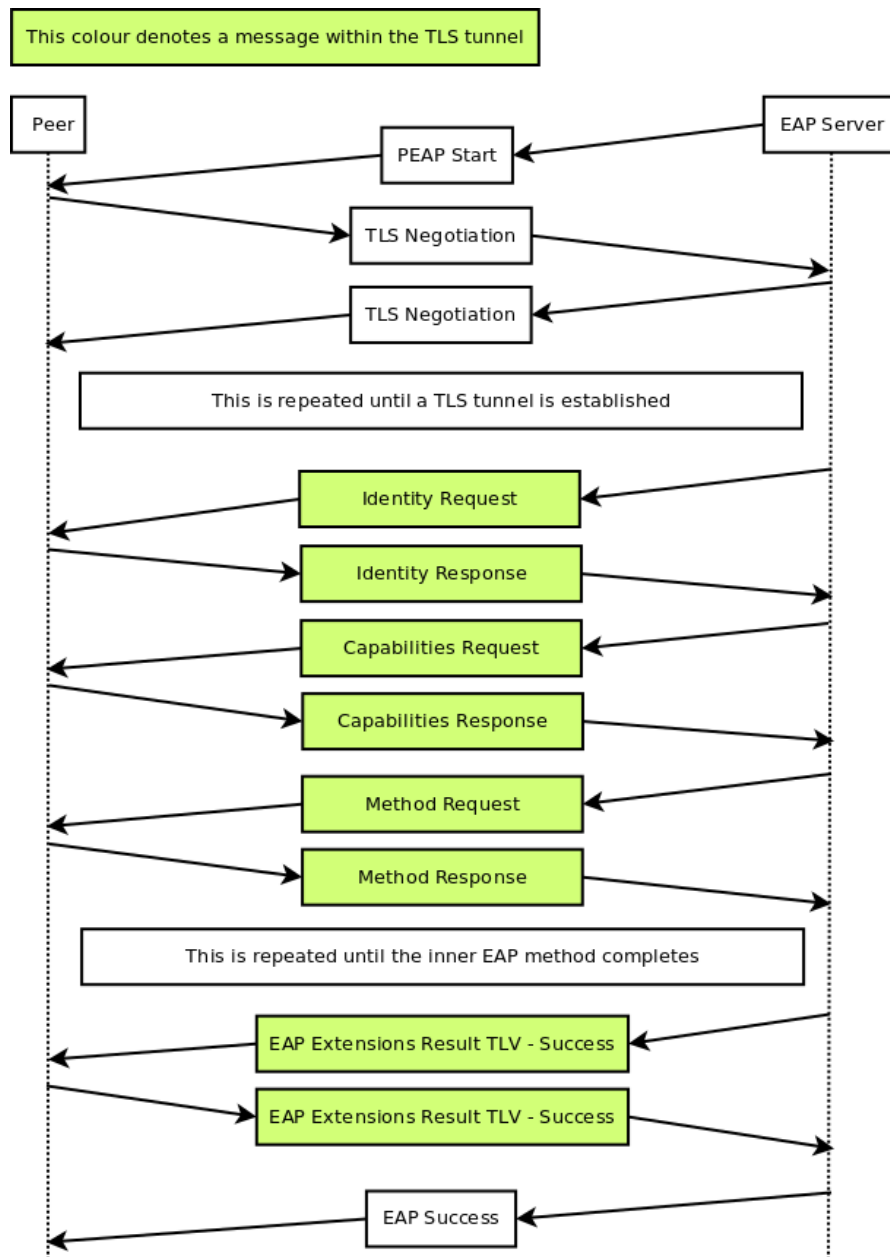 This colour denotes a message within the TLS tunnel
Peer
EAP Server
PEAP Start
TLS Negotiation
TLS Negotiation
This is repeated until a TLS tunnel is established
Identity Request
Identity Response
Capabilities Request
Capabilities Response
Method Request
Method Response
This is repeated until the inner EAP method completes
EAP Extensions Result TLV - Success
EAP Extensions Result TLV - Success
EAP Success